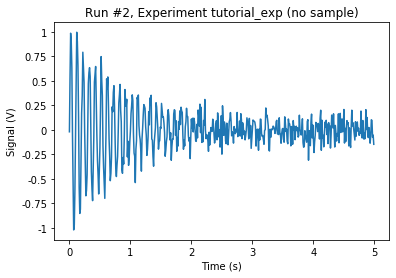 Run #2, Experiment tutorial_exp (no sample)
1
0.75
0.5
0.25
0
-0.25
-0.5
-0.75
-1
Signal (V)
0 1 2 3 4 5
Time (s)